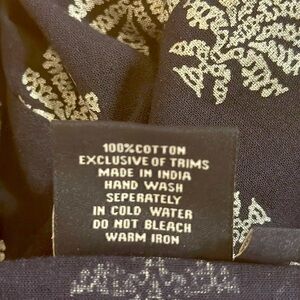 100%COTTON
EXCLUSIVE OF TRIMS
MADE IN INDIA
HAND WASH
SEPERATELY
IN COLD WATER
DO NOT BLEACH
WARM IRON